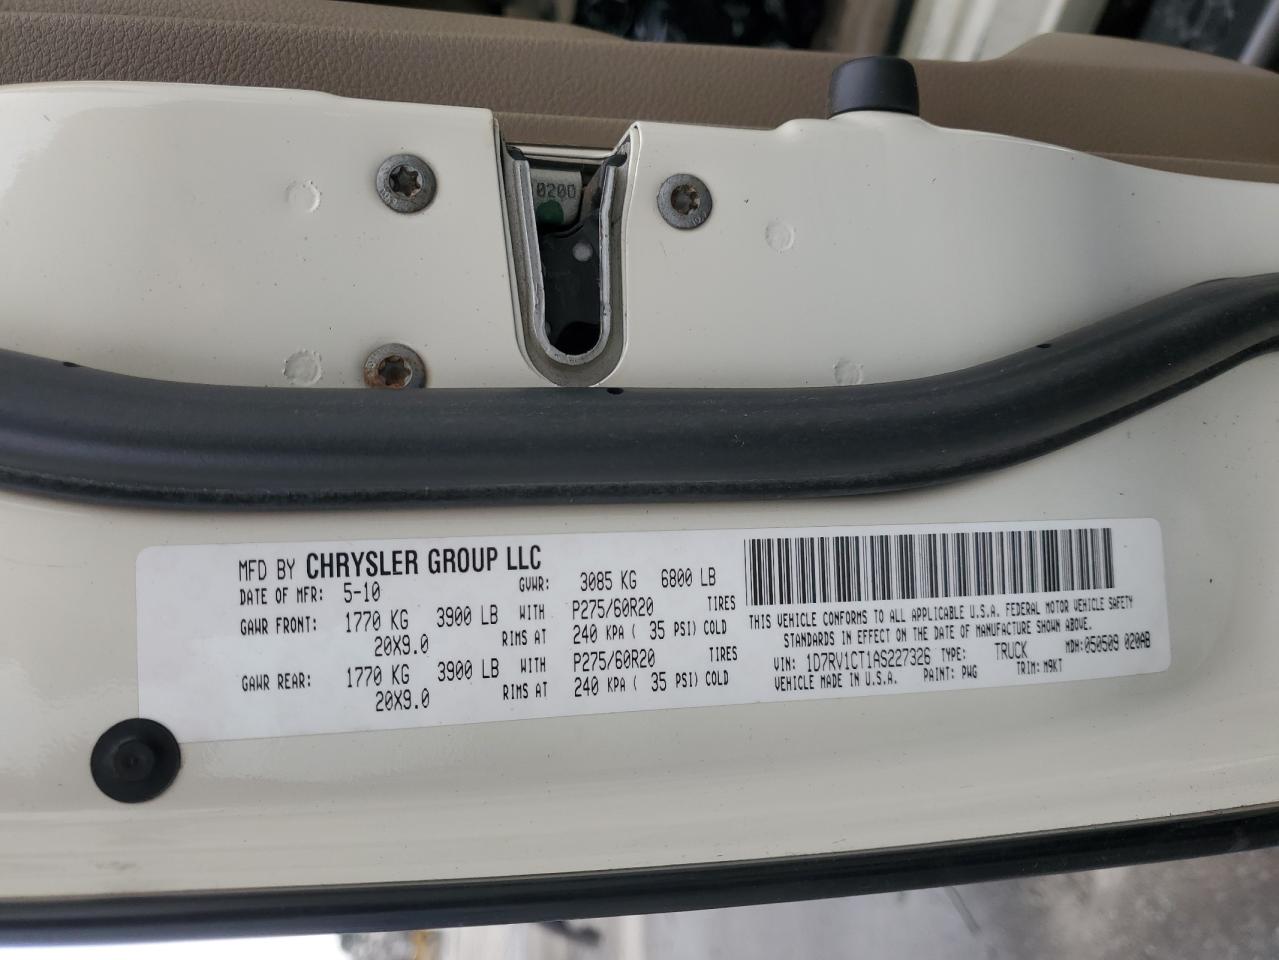 020D
MFD BY CHRYSLER GROUP LLC
DATE OF MFR: 5-10 GVWR: 3085 KG 6800 LB
GAWR FRONT: 1770 KG 3900 LB WITH P275/60R20 TIRES
20X9.0 RIMS AT 240 KPA ( 35 PSI) COLD
GAWR REAR: 1770 KG 3900 LB WITH P275/60R20 TIRES
20X9.0 RIMS AT 240 KPA ( 35 PSI) COLD
THIS VEHICLE CONFORMS TO ALL APPLICABLE U.S.A. FEDERAL MOTOR VEHICLE SAFETY
STANDARDS IN EFFECT ON THE DATE OF MANUFACTURE SHOWN ABOVE.
VIN: 1D7RV1CT1AS227326 TYPE: TRUCK MDH: 050509 020AB
VEHICLE MADE IN U.S.A. PAINT: PWG TRIM: M9KT